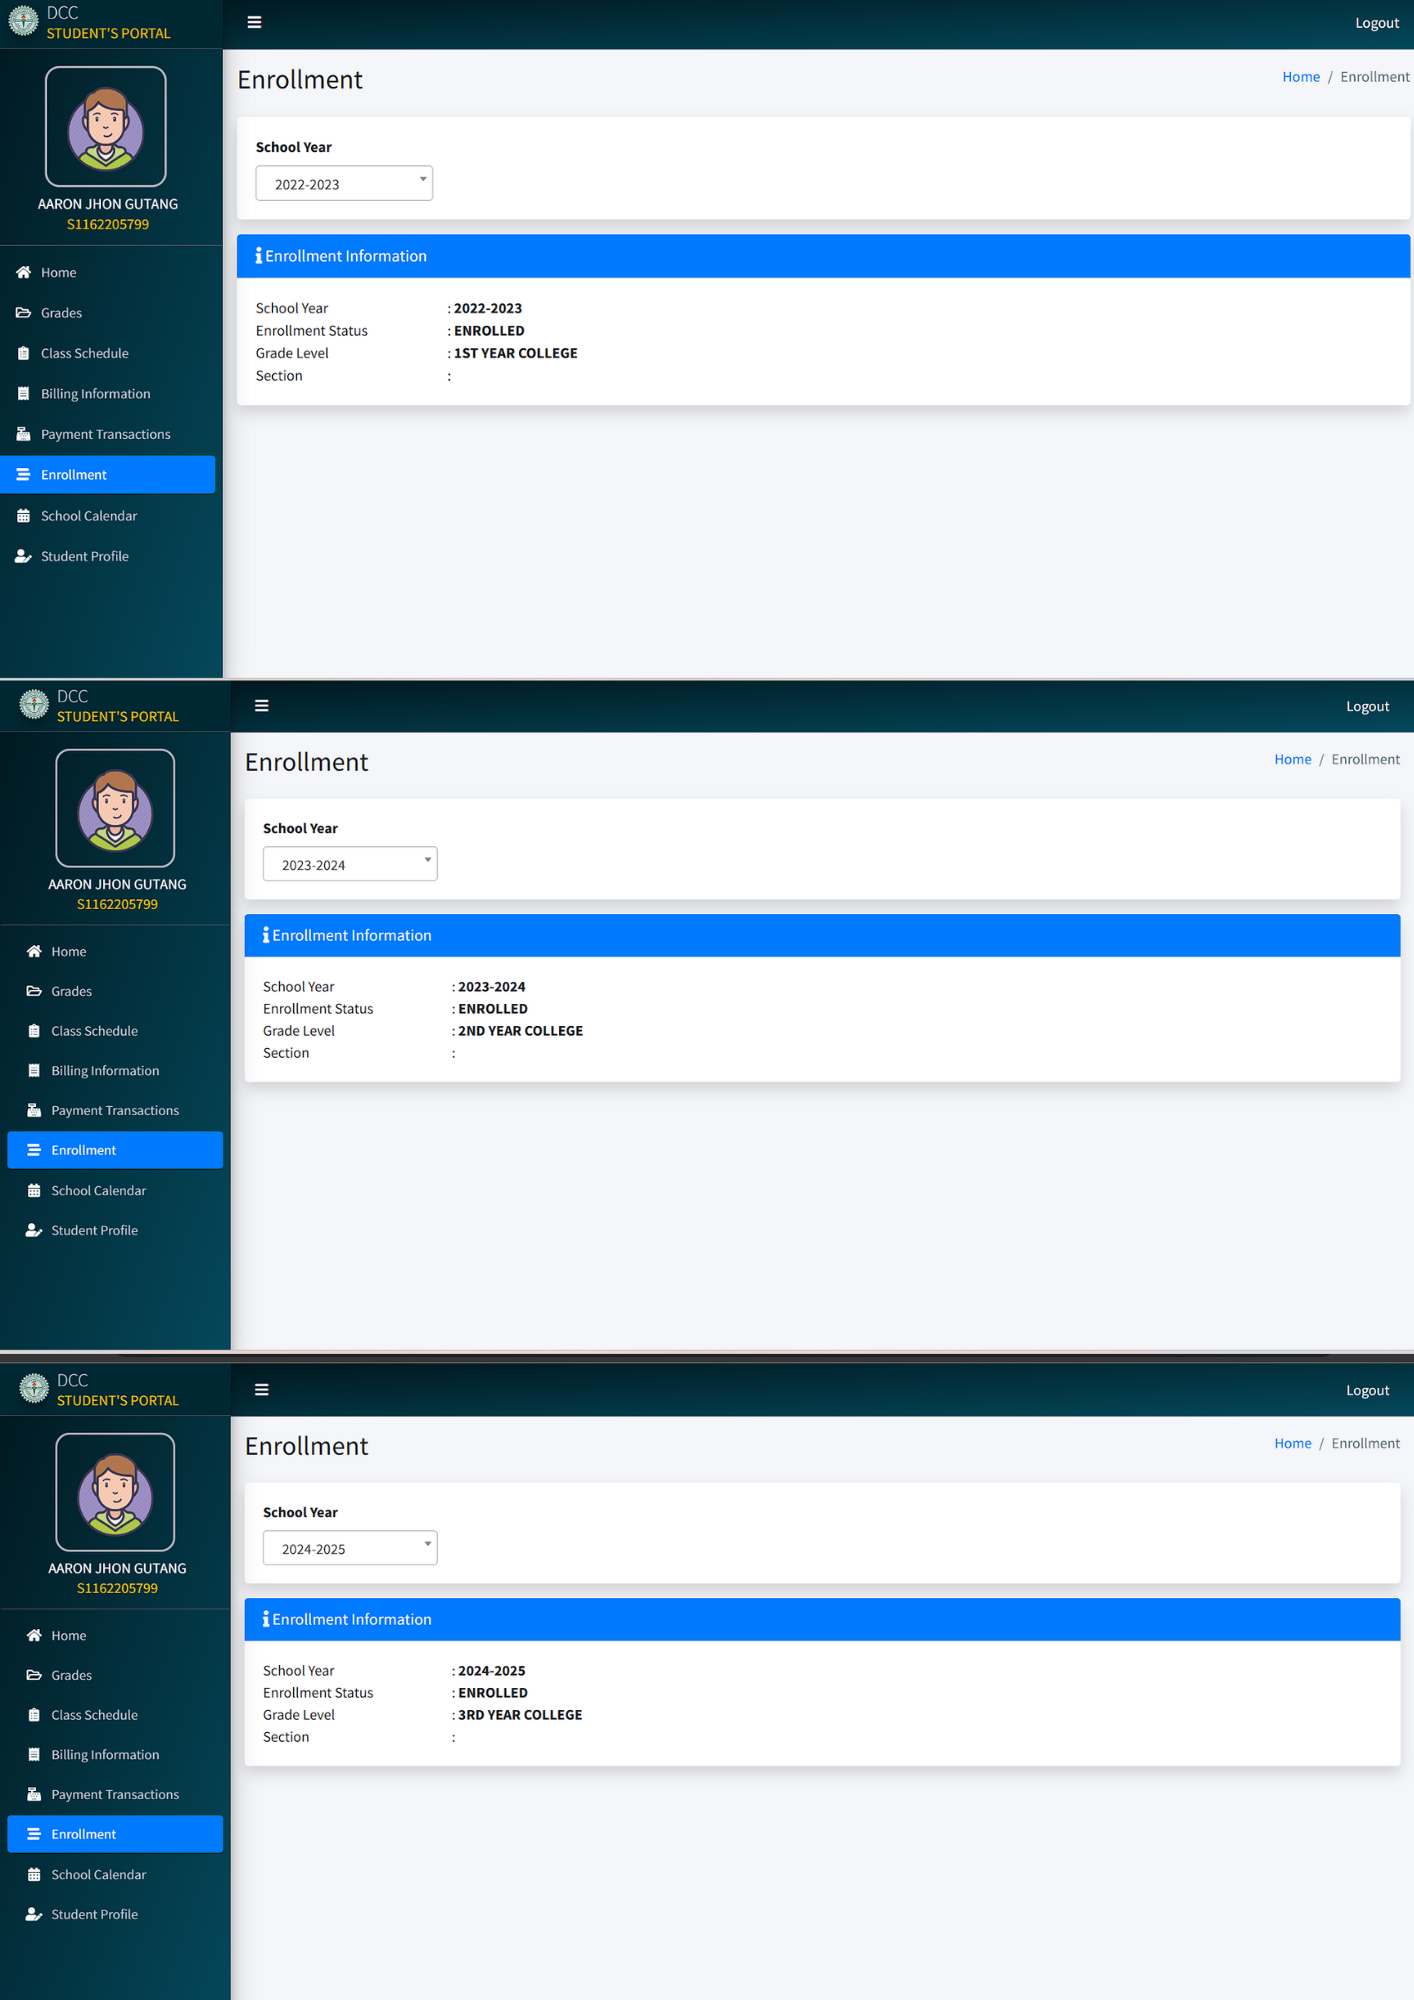 DCC
STUDENT'S PORTAL
Logout
AARON JHON GUTANG
S1162205799
Home
Grades
Class Schedule
Billing Information
Payment Transactions
Enrollment
School Calendar
Student Profile
Enrollment
Home / Enrollment
School Year
2022-2023
Enrollment Information
School Year : 2022-2023
Enrollment Status : ENROLLED
Grade Level : 1ST YEAR COLLEGE
Section :
DCC
STUDENT'S PORTAL
Logout
AARON JHON GUTANG
S1162205799
Home
Grades
Class Schedule
Billing Information
Payment Transactions
Enrollment
School Calendar
Student Profile
Enrollment
Home / Enrollment
School Year
2023-2024
Enrollment Information
School Year : 2023-2024
Enrollment Status : ENROLLED
Grade Level : 2ND YEAR COLLEGE
Section :
DCC
STUDENT'S PORTAL
Logout
AARON JHON GUTANG
S1162205799
Home
Grades
Class Schedule
Billing Information
Payment Transactions
Enrollment
School Calendar
Student Profile
Enrollment
Home / Enrollment
School Year
2024-2025
Enrollment Information
School Year : 2024-2025
Enrollment Status : ENROLLED
Grade Level : 3RD YEAR COLLEGE
Section :